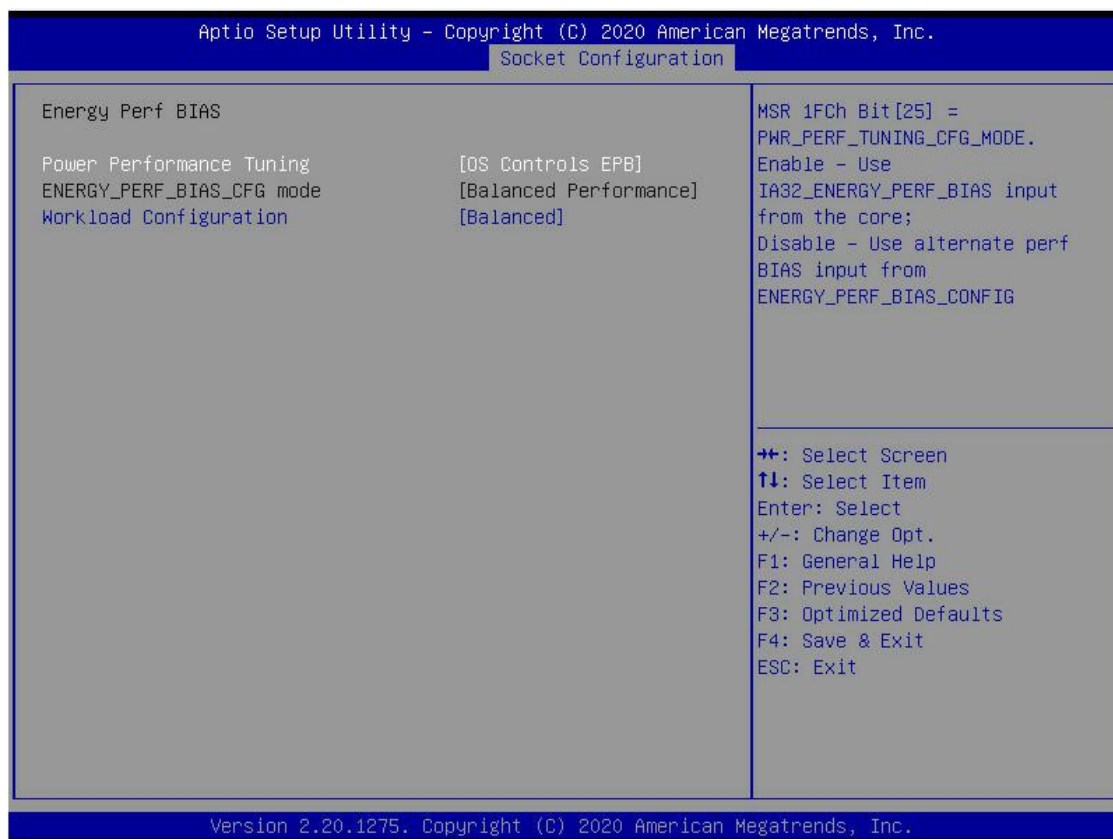 Aptio Setup Utility – Copyright (C) 2020 American Megatrends, Inc.
Socket Configuration
Energy Perf BIAS
Power Performance Tuning [OS Controls EPB]
ENERGY_PERF_BIAS_CFG mode [Balanced Performance]
Workload Configuration [Balanced]
MSR 1FCh Bit[25] =
PWR_PERF_TUNING_CFG_MODE.
Enable – Use
IA32_ENERGY_PERF_BIAS input
from the core;
Disable – Use alternate perf
BIAS input from
ENERGY_PERF_BIAS_CONFIG
→←: Select Screen
↑↓: Select Item
Enter: Select
+/-: Change Opt.
F1: General Help
F2: Previous Values
F3: Optimized Defaults
F4: Save & Exit
ESC: Exit
Version 2.20.1275. Copyright (C) 2020 American Megatrends, Inc.